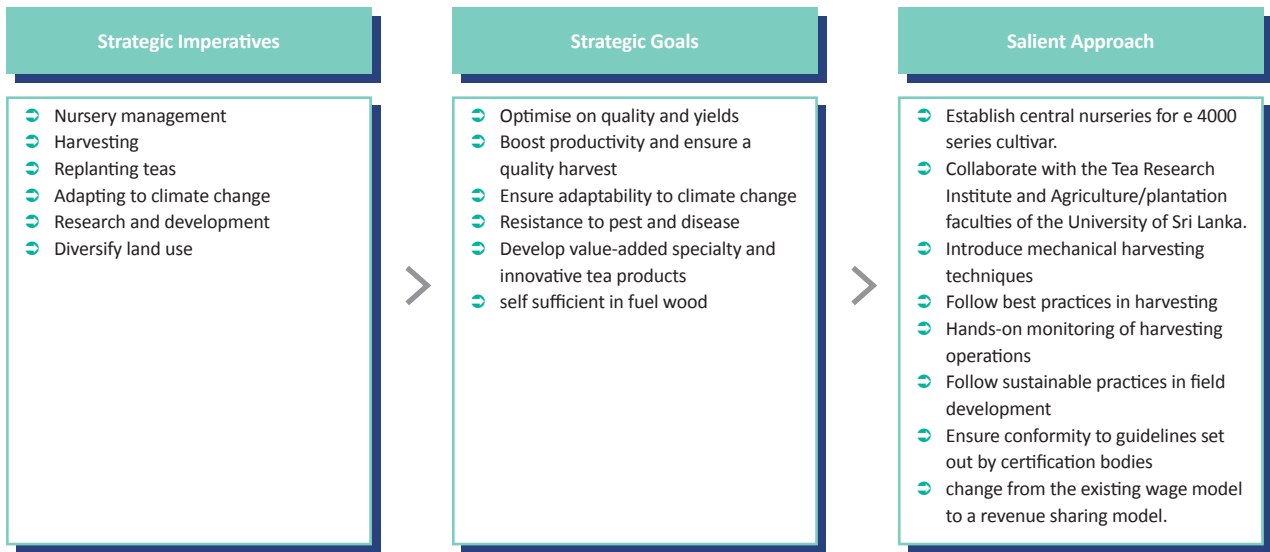 Strategic Imperatives
Nursery management
Harvesting
Replanting teas
Adapting to climate change
Research and development
Diversify land use
Strategic Goals
Optimise on quality and yields
Boost productivity and ensure a
quality harvest
Ensure adaptability to climate change
Resistance to pest and disease
Develop value-added specialty and
innovative tea products
self sufficient in fuel wood
Salient Approach
Establish central nurseries for e 4000
series cultivar.
Collaborate with the Tea Research
Institute and Agriculture/plantation
faculties of the University of Sri Lanka.
Introduce mechanical harvesting
techniques
Follow best practices in harvesting
Hands-on monitoring of harvesting
operations
Follow sustainable practices in field
development
Ensure conformity to guidelines set
out by certification bodies
change from the existing wage model
to a revenue sharing model.